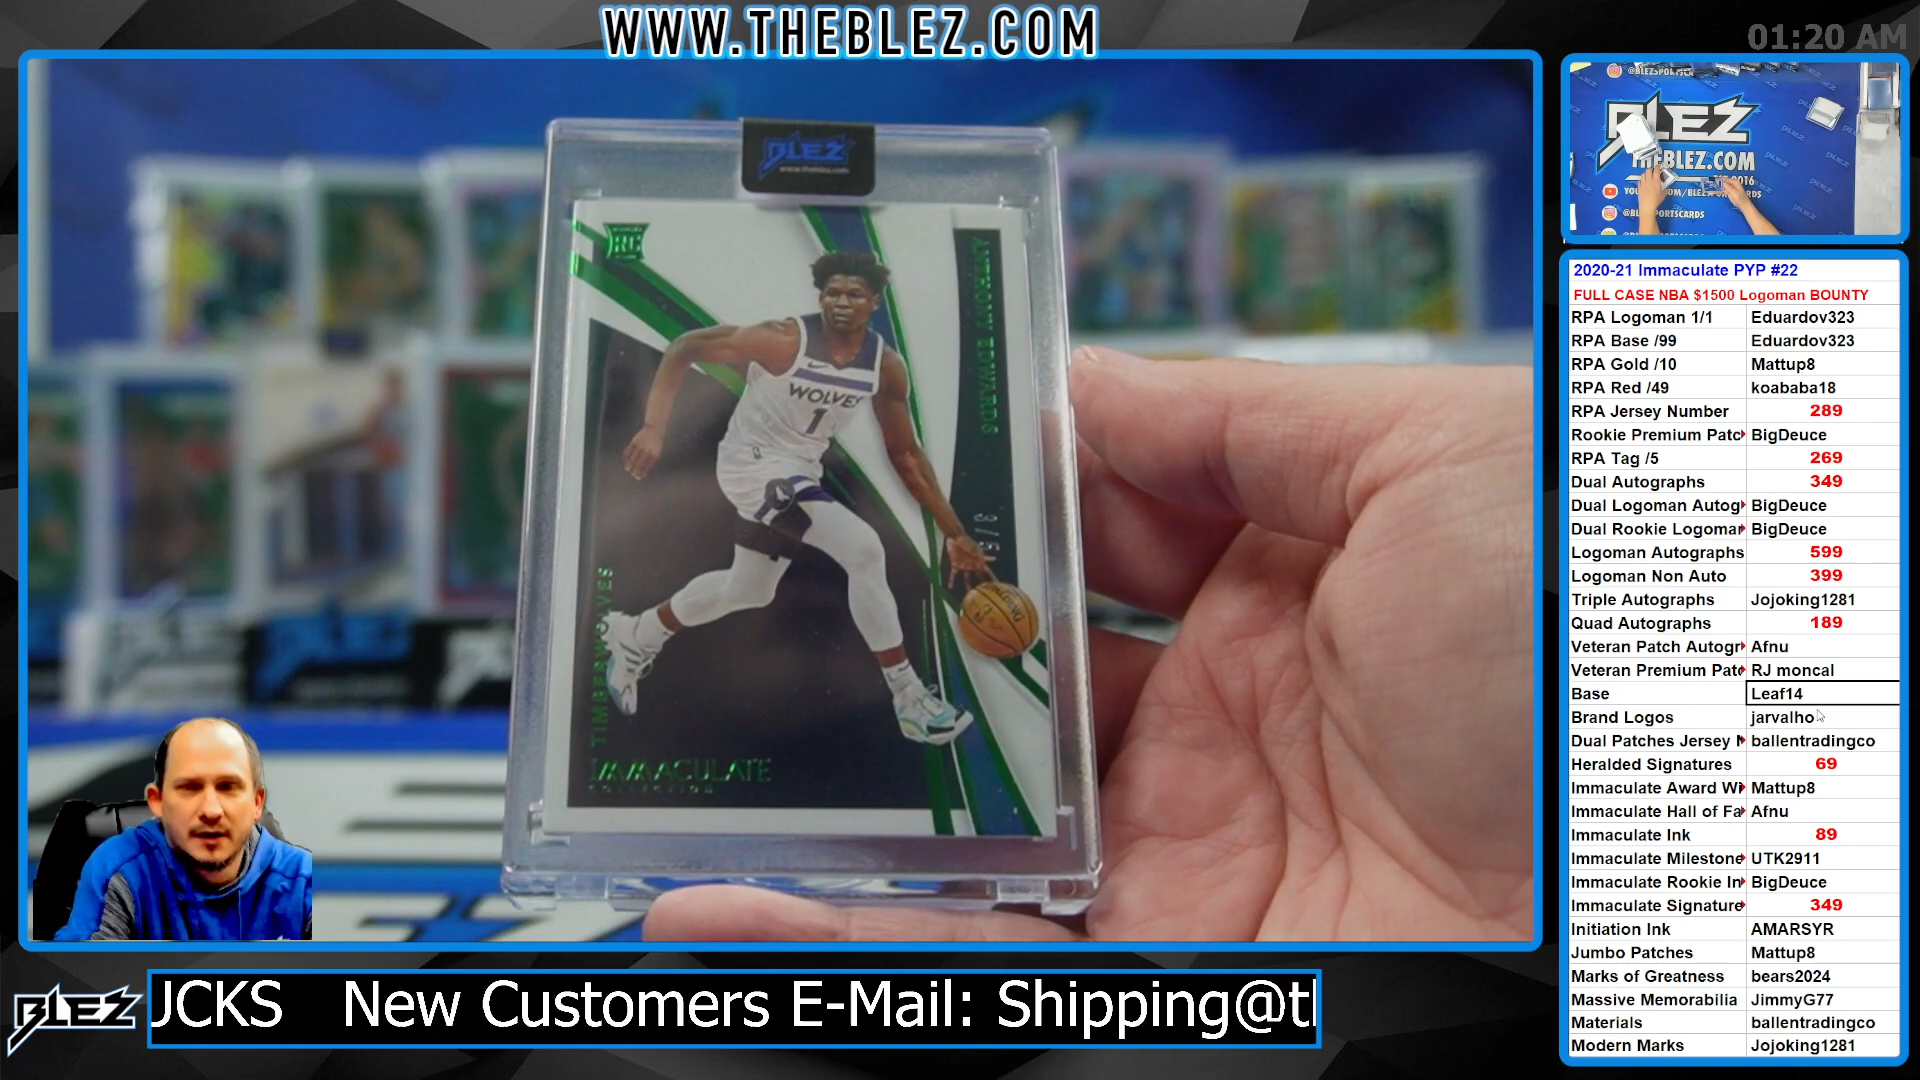 WWW.THEBLEZ.COM
01:20 AM
BLEZ
RC
ANTHONY EDWARDS
WOLVES
1
TIMBERWOLVES
IMMACULATE
COLLECTION
BLEZ
THEBLEZ.COM
2020-21 Immaculate PYP #22
FULL CASE NBA $1500 Logoman BOUNTY
RPA Logoman 1/1 Eduardov323
RPA Base /99 Eduardov323
RPA Gold /10 Mattup8
RPA Red /49 koababa18
RPA Jersey Number 289
Rookie Premium Patc BigDeuce
RPA Tag /5 269
Dual Autographs 349
Dual Logoman Autog BigDeuce
Dual Rookie Logoma BigDeuce
Logoman Autographs 599
Logoman Non Auto 399
Triple Autographs Jojoking1281
Quad Autographs 189
Veteran Patch Autogr Afnu
Veteran Premium Pat RJ moncal
Base Leaf14
Brand Logos jarvalho
Dual Patches Jersey ballentradingco
Heralded Signatures 69
Immaculate Award Wi Mattup8
Immaculate Hall of Fa Afnu
Immaculate Ink 89
Immaculate Milestone UTK2911
Immaculate Rookie In BigDeuce
Immaculate Signature 349
Initiation Ink AMARSYR
Jumbo Patches Mattup8
Marks of Greatness bears2024
Massive Memorabilia JimmyG77
Materials ballentradingco
Modern Marks Jojoking1281
BLEZ
JCKS New Customers E-Mail: Shipping@tl